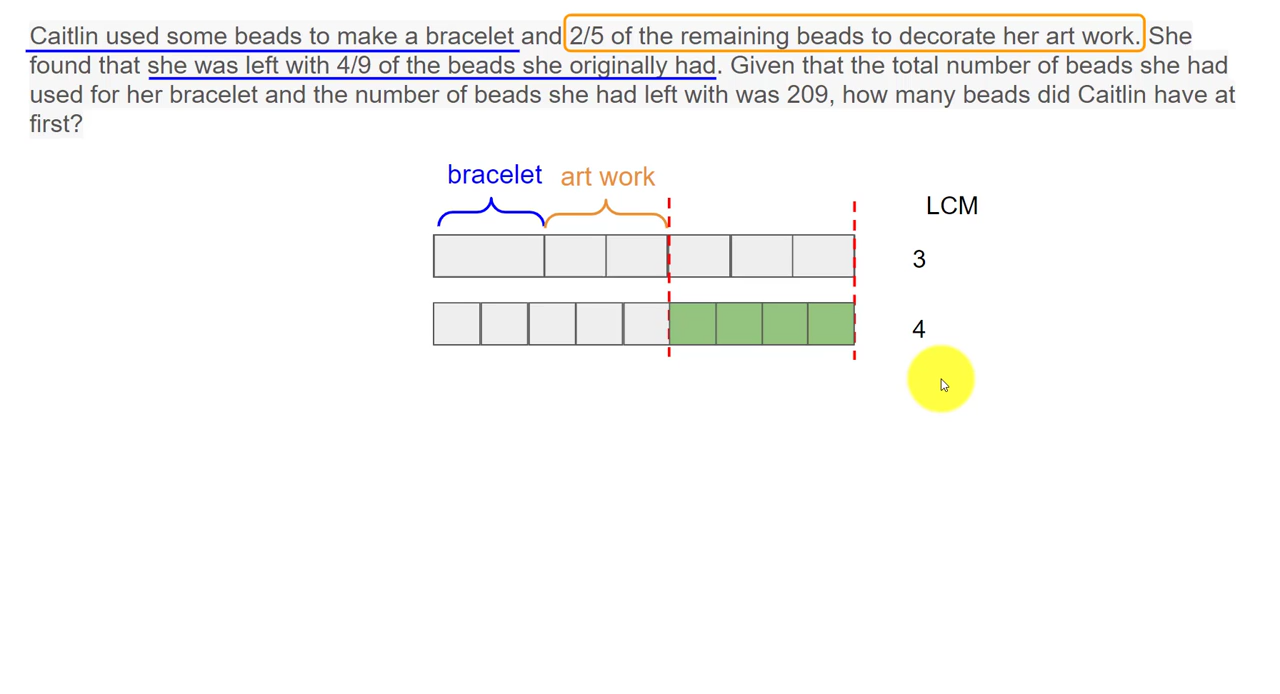 Caitlin used some beads to make a bracelet and 2/5 of the remaining beads to decorate her art work. She
found that she was left with 4/9 of the beads she originally had. Given that the total number of beads she had
used for her bracelet and the number of beads she had left with was 209, how many beads did Caitlin have at
first?
bracelet art work
LCM
3
4